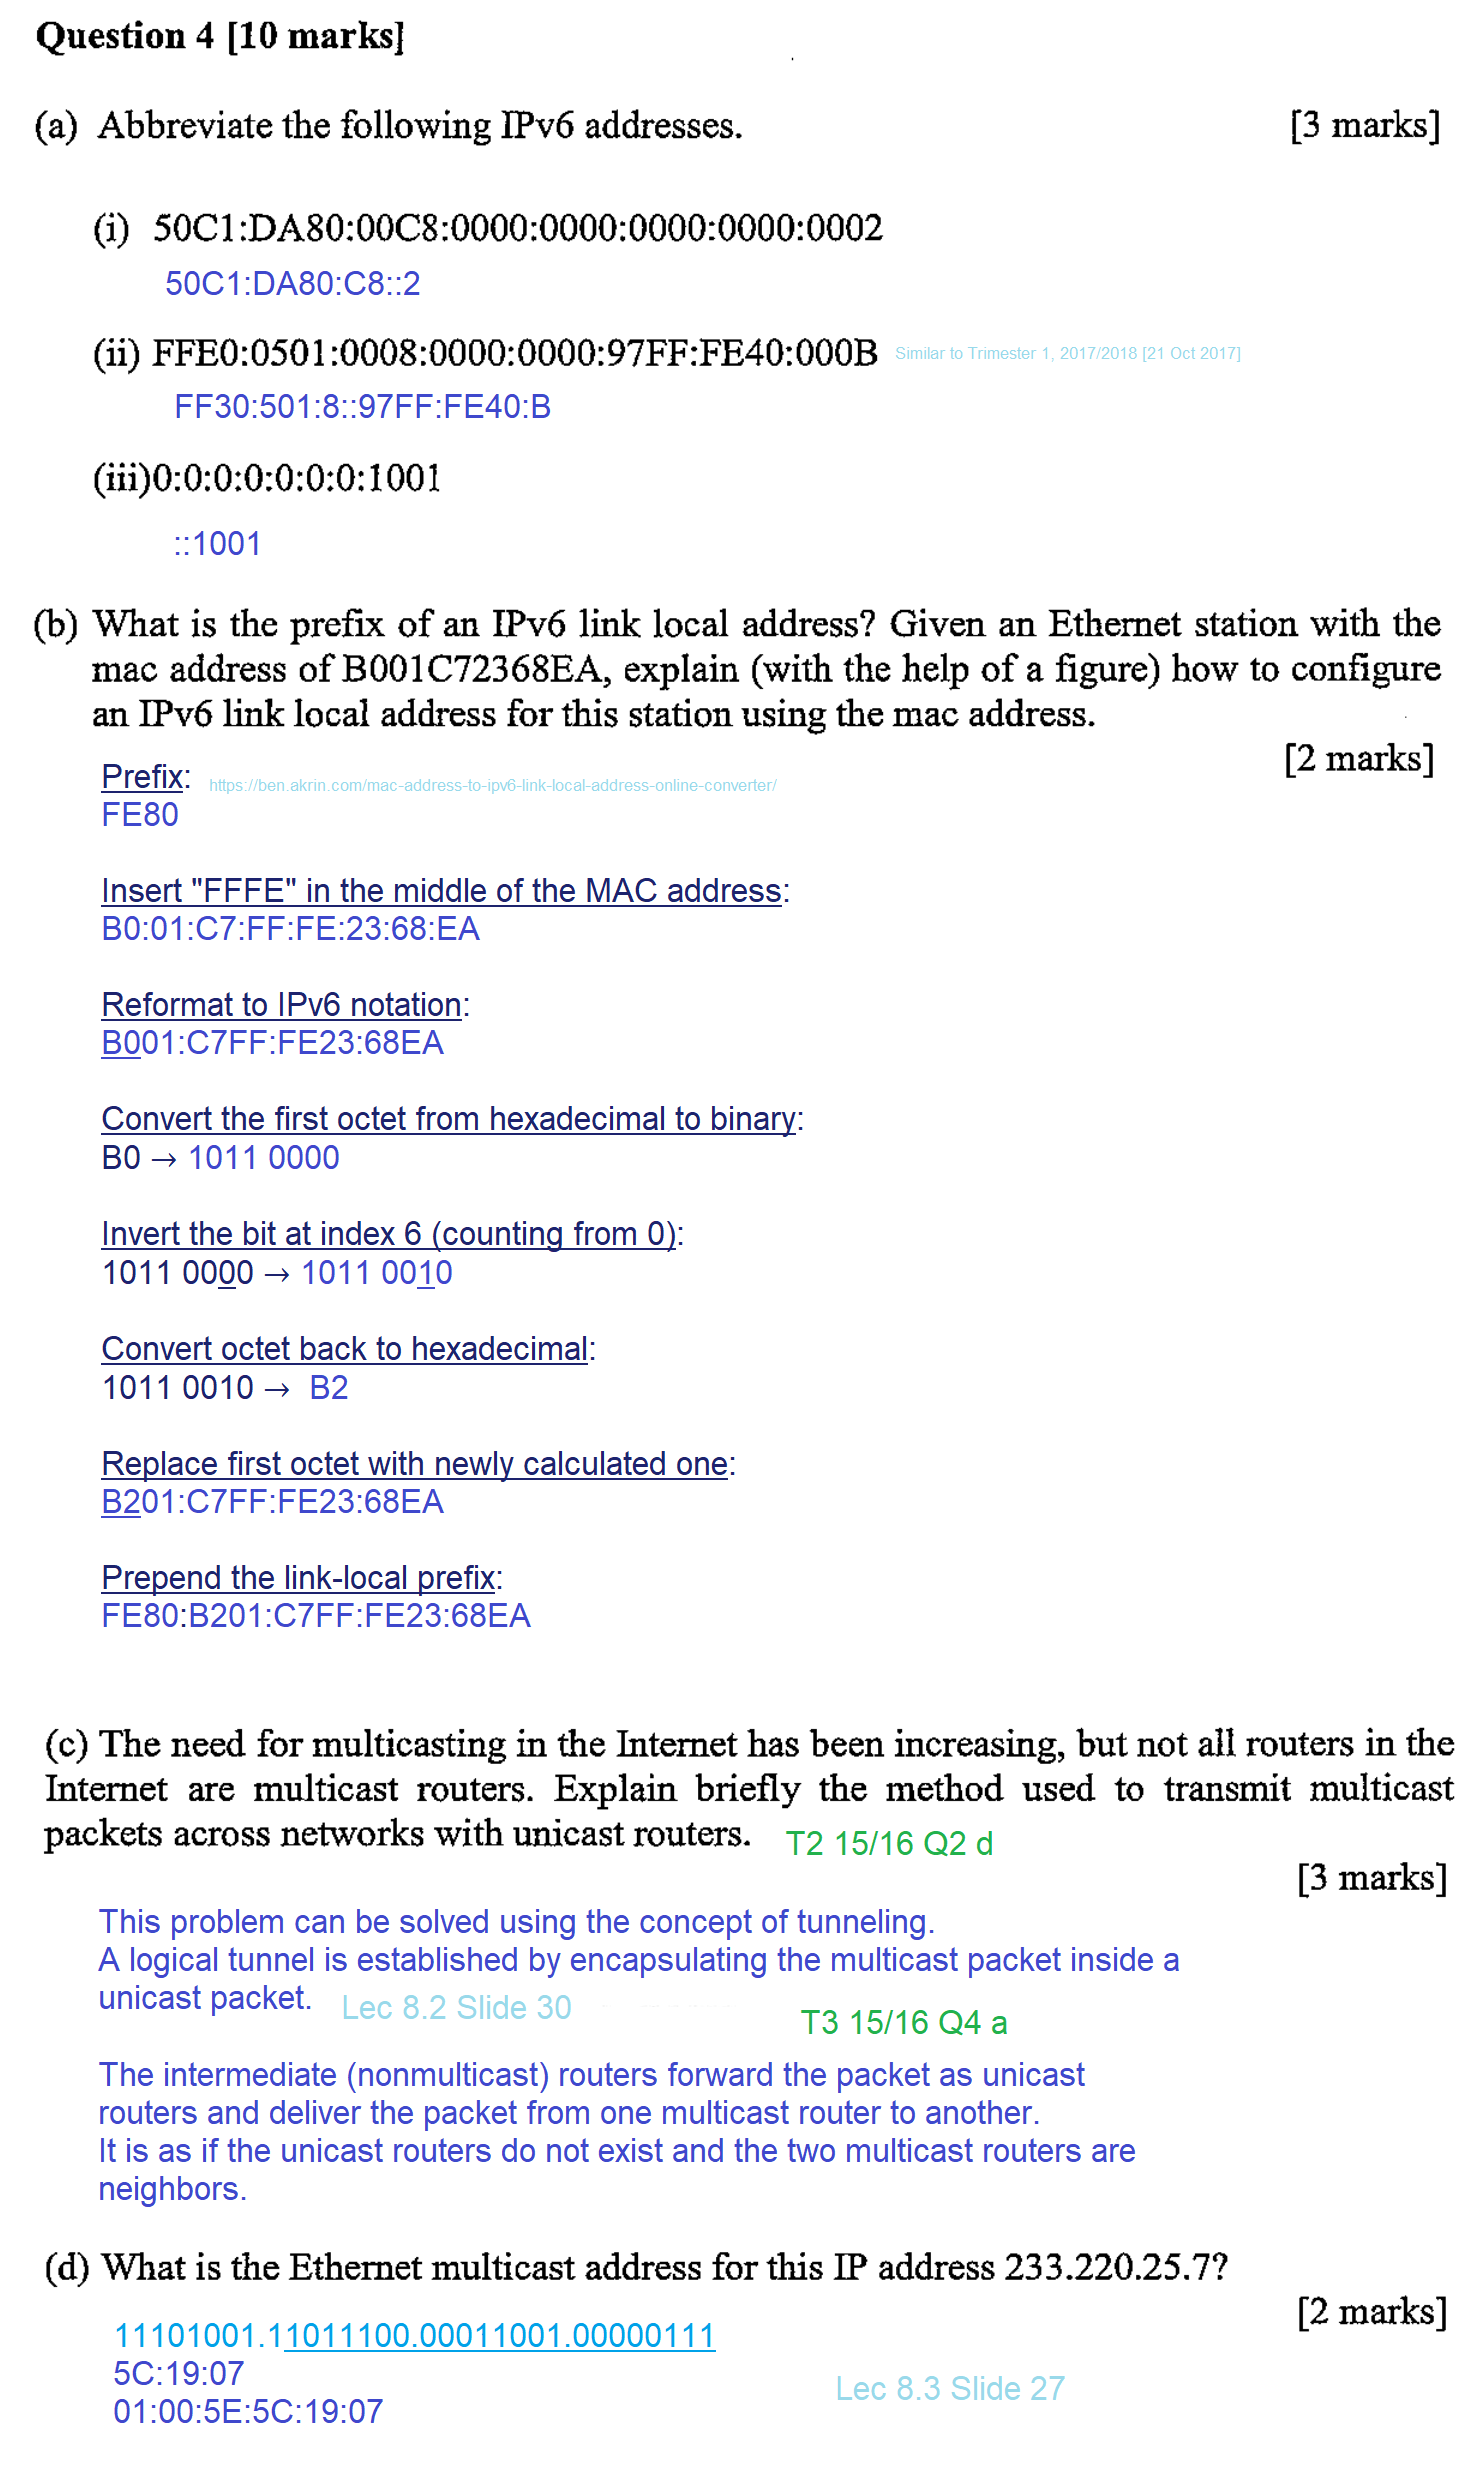 Question 4 [10 marks]
(a) Abbreviate the following IPv6 addresses. [3 marks]
(i) 50C1:DA80:00C8:0000:0000:0000:0000:0002
50C1:DA80:C8::2
(ii) FFE0:0501:0008:0000:0000:97FF:FE40:000B Similar to Trimester 1, 2017/2018 [21 Oct 2017]
FF30:501:8::97FF:FE40:B
(iii)0:0:0:0:0:0:0:1001
::1001
(b) What is the prefix of an IPv6 link local address? Given an Ethernet station with the
mac address of B001C72368EA, explain (with the help of a figure) how to configure
an IPv6 link local address for this station using the mac address.
[2 marks]
Prefix: https://ben.akrin.com/mac-address-to-ipv6-link-local-address-online-converter/
FE80
Insert "FFFE" in the middle of the MAC address:
B0:01:C7:FF:FE:23:68:EA
Reformat to IPv6 notation:
B001:C7FF:FE23:68EA
Convert the first octet from hexadecimal to binary:
B0 → 1011 0000
Invert the bit at index 6 (counting from 0):
1011 0000 → 1011 0010
Convert octet back to hexadecimal:
1011 0010 → B2
Replace first octet with newly calculated one:
B201:C7FF:FE23:68EA
Prepend the link-local prefix:
FE80:B201:C7FF:FE23:68EA
(c) The need for multicasting in the Internet has been increasing, but not all routers in the
Internet are multicast routers. Explain briefly the method used to transmit multicast
packets across networks with unicast routers. T2 15/16 Q2 d
[3 marks]
This problem can be solved using the concept of tunneling.
A logical tunnel is established by encapsulating the multicast packet inside a
unicast packet. Lec 8.2 Slide 30
T3 15/16 Q4 a
The intermediate (nonmulticast) routers forward the packet as unicast
routers and deliver the packet from one multicast router to another.
It is as if the unicast routers do not exist and the two multicast routers are
neighbors.
(d) What is the Ethernet multicast address for this IP address 233.220.25.7?
[2 marks]
11101001.11011100.00011001.00000111
5C:19:07
Lec 8.3 Slide 27
01:00:5E:5C:19:07